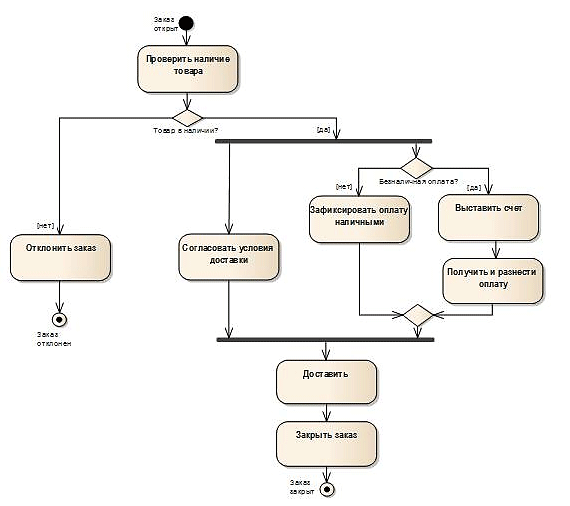 Заказ
открыт
Проверить наличие
товара
Товар в наличии?
[да]
Безналичная оплата?
[нет]
[да]
Зафиксировать оплату
наличными
Выставить счет
[нет]
Отклонить заказ
Согласовать условия
доставки
Получить и разнести
оплату
Заказ
отклонен
Доставить
Закрыть заказ
Заказ
закрыт